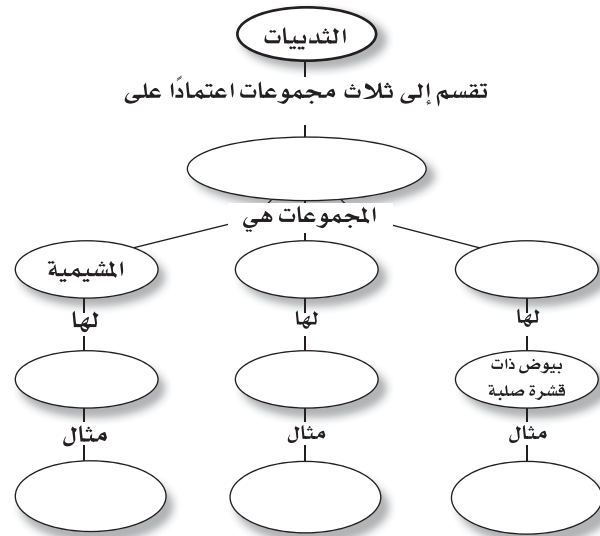 الثدييات
تقسم إلى ثلاث مجموعات اعتمادًا على
المجموعات هي
المشيمية
لها
لها
لها
بيوض ذات
قشرة صلبة
مثال
مثال
مثال